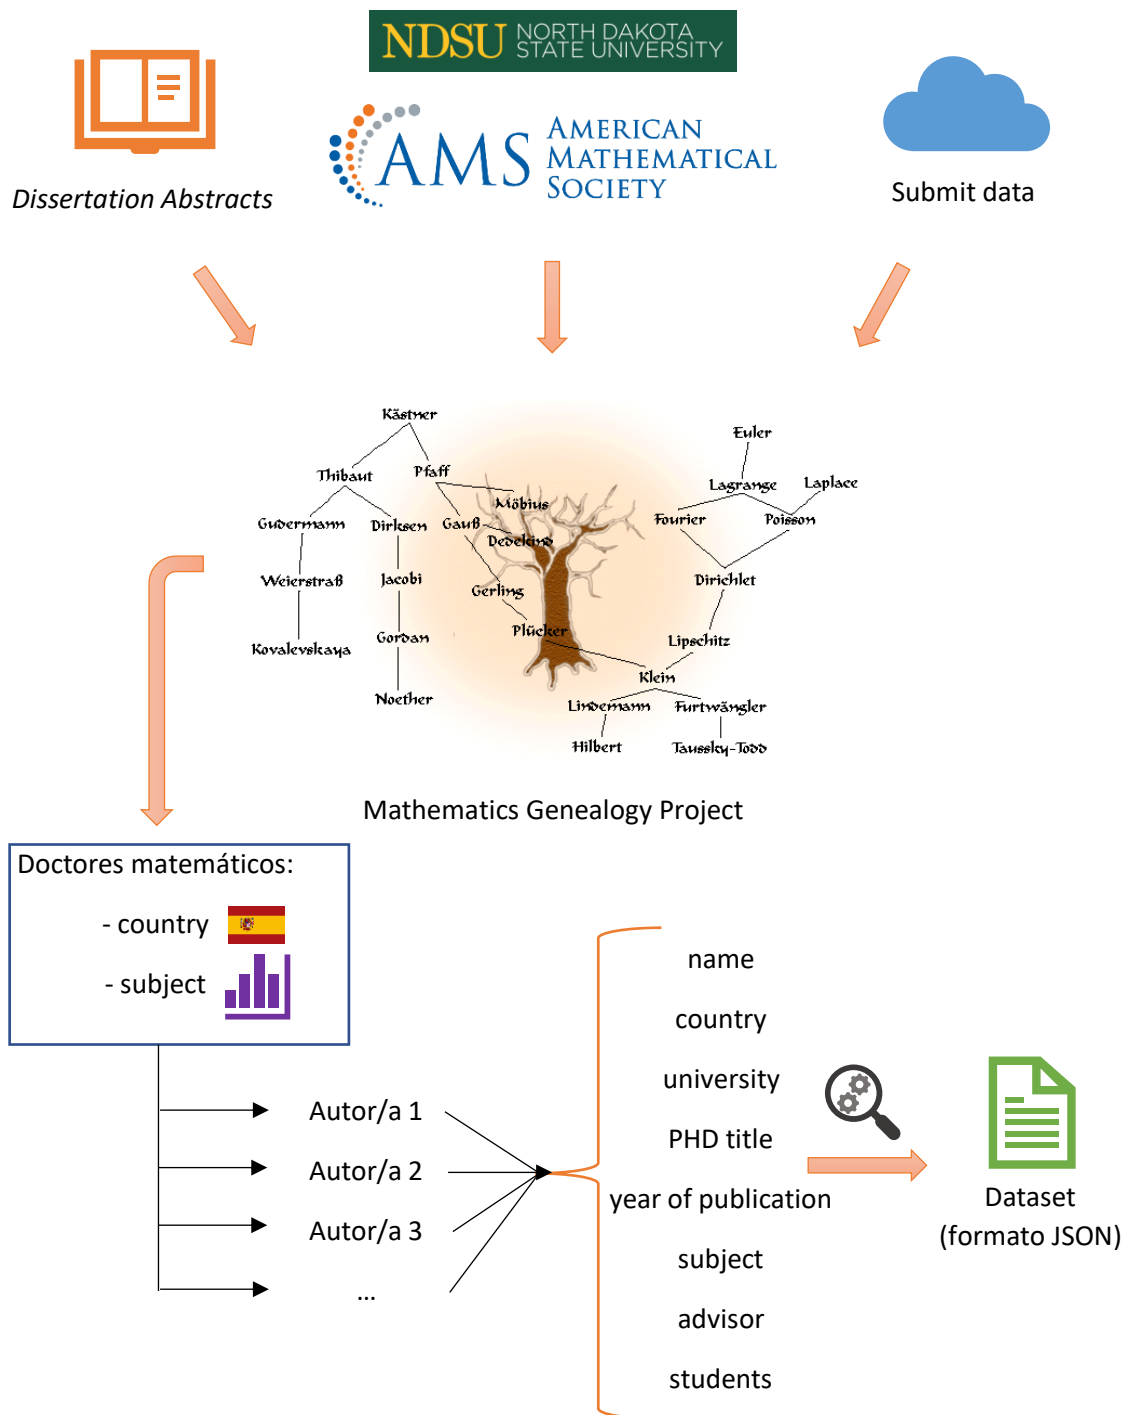 NDSU NORTH DAKOTA
STATE UNIVERSITY
AMS AMERICAN
MATHEMATICAL
SOCIETY
Dissertation Abstracts
Submit data
Kästner
Euler
Thibaut
Pfaff
Lagrange
Laplace
Möbius
Gudermann
Dirksen
Gauß
Fourier
Poisson
Dedekind
Weierstraß
Jacobi
Gerling
Dirichlet
Plücker
Kovalevskaya
Gordan
Lipschitz
Klein
Noether
Lindemann
Furtwängler
Hilbert
Taussky-Todd
Mathematics Genealogy Project
Doctores matemáticos:
- country
- subject
Autor/a 1
Autor/a 2
Autor/a 3
...
name
country
university
PHD title
year of publication
subject
advisor
students
Dataset
(formato JSON)